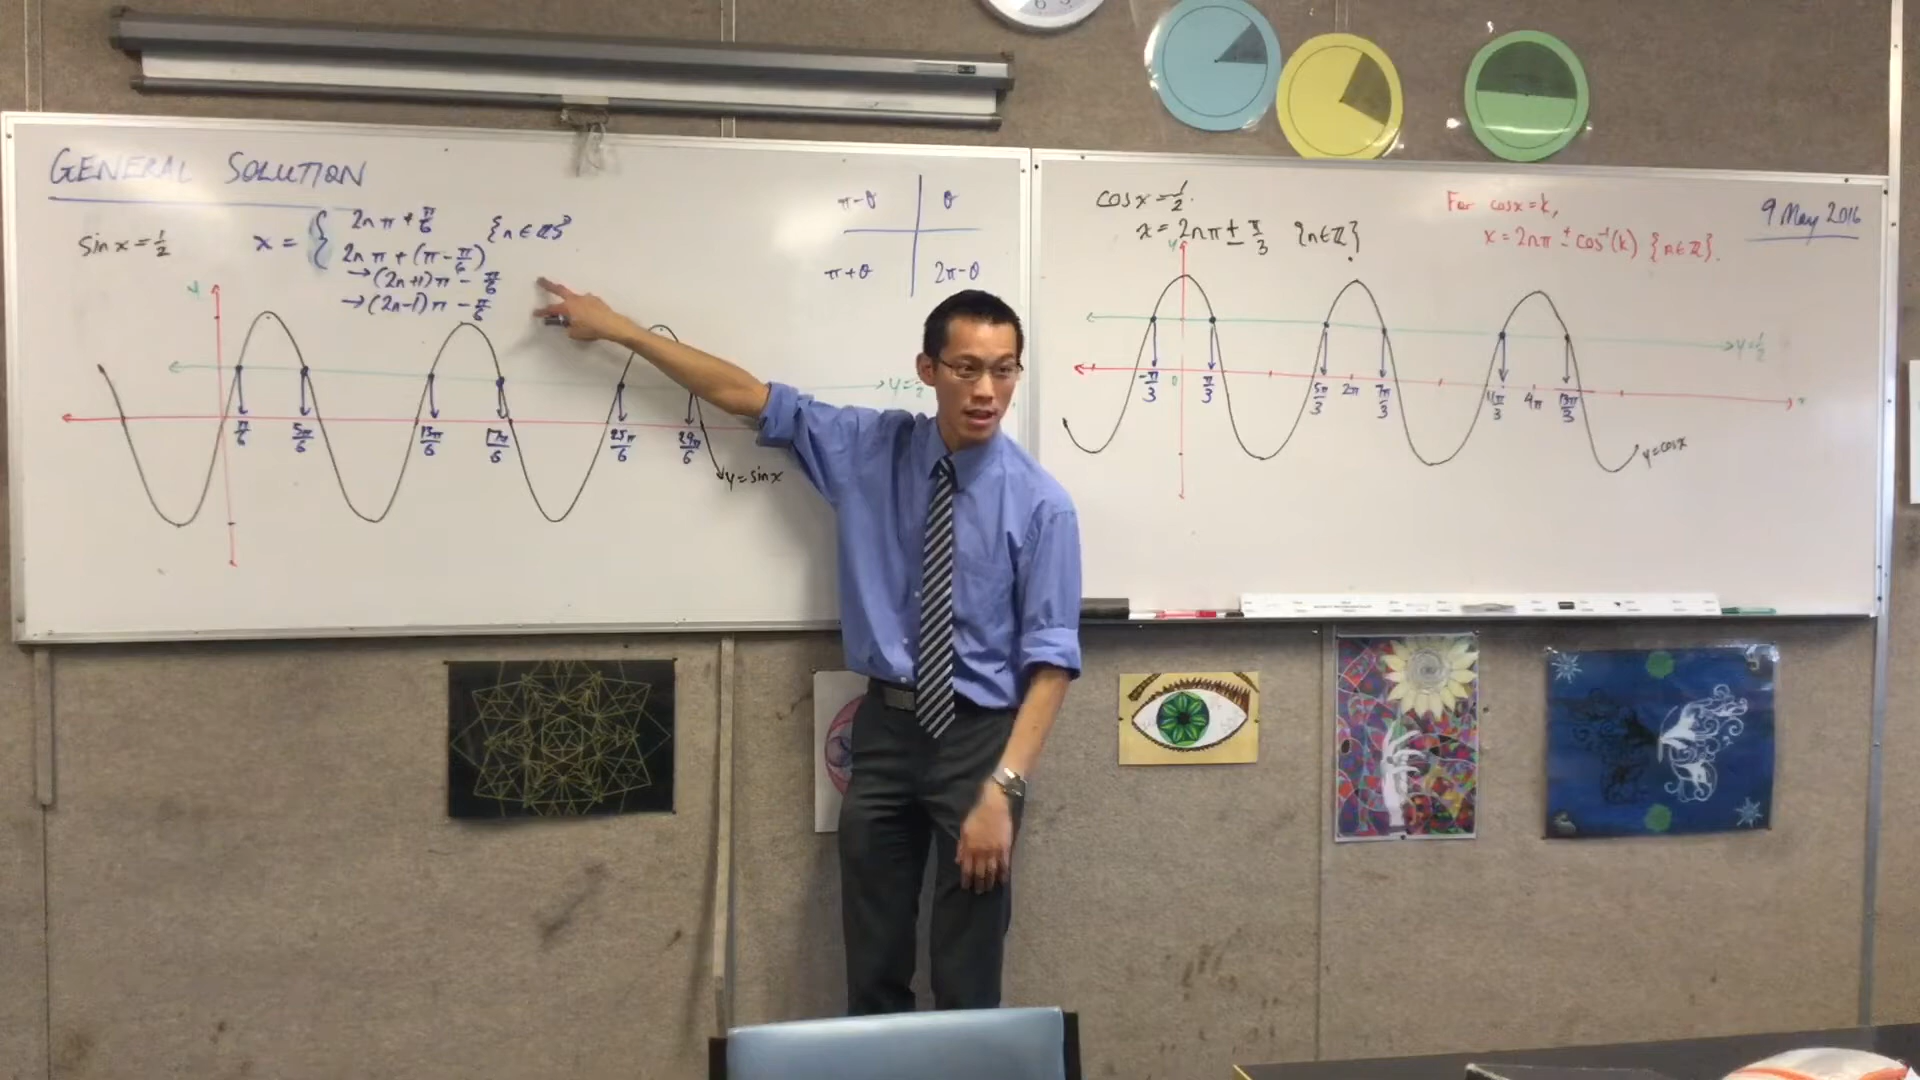 GENERAL SOLUTION
sin x = 1/2
x = { 2nπ + π/6
2nπ + (π - π/6)
{n ∈ ℤ}
→ (2n+1)π - π/6
→ (2n-1)π - π/6
π-θ
θ
π+θ
2π-θ
y
y = 1/2
π/6 5π/6 13π/6 17π/6 25π/6 29π/6
y = sin x
cos x = 1/2.
x = 2nπ ± π/3 {n ∈ ℤ}
For cos x = k,
x = 2nπ ± cos⁻¹(k) {n ∈ ℤ}.
9 May 2016
y
y = 1/2
-π/3 0 π/3 5π/3 2π 7π/3 11π/3 4π 13π/3
x
y = cos x